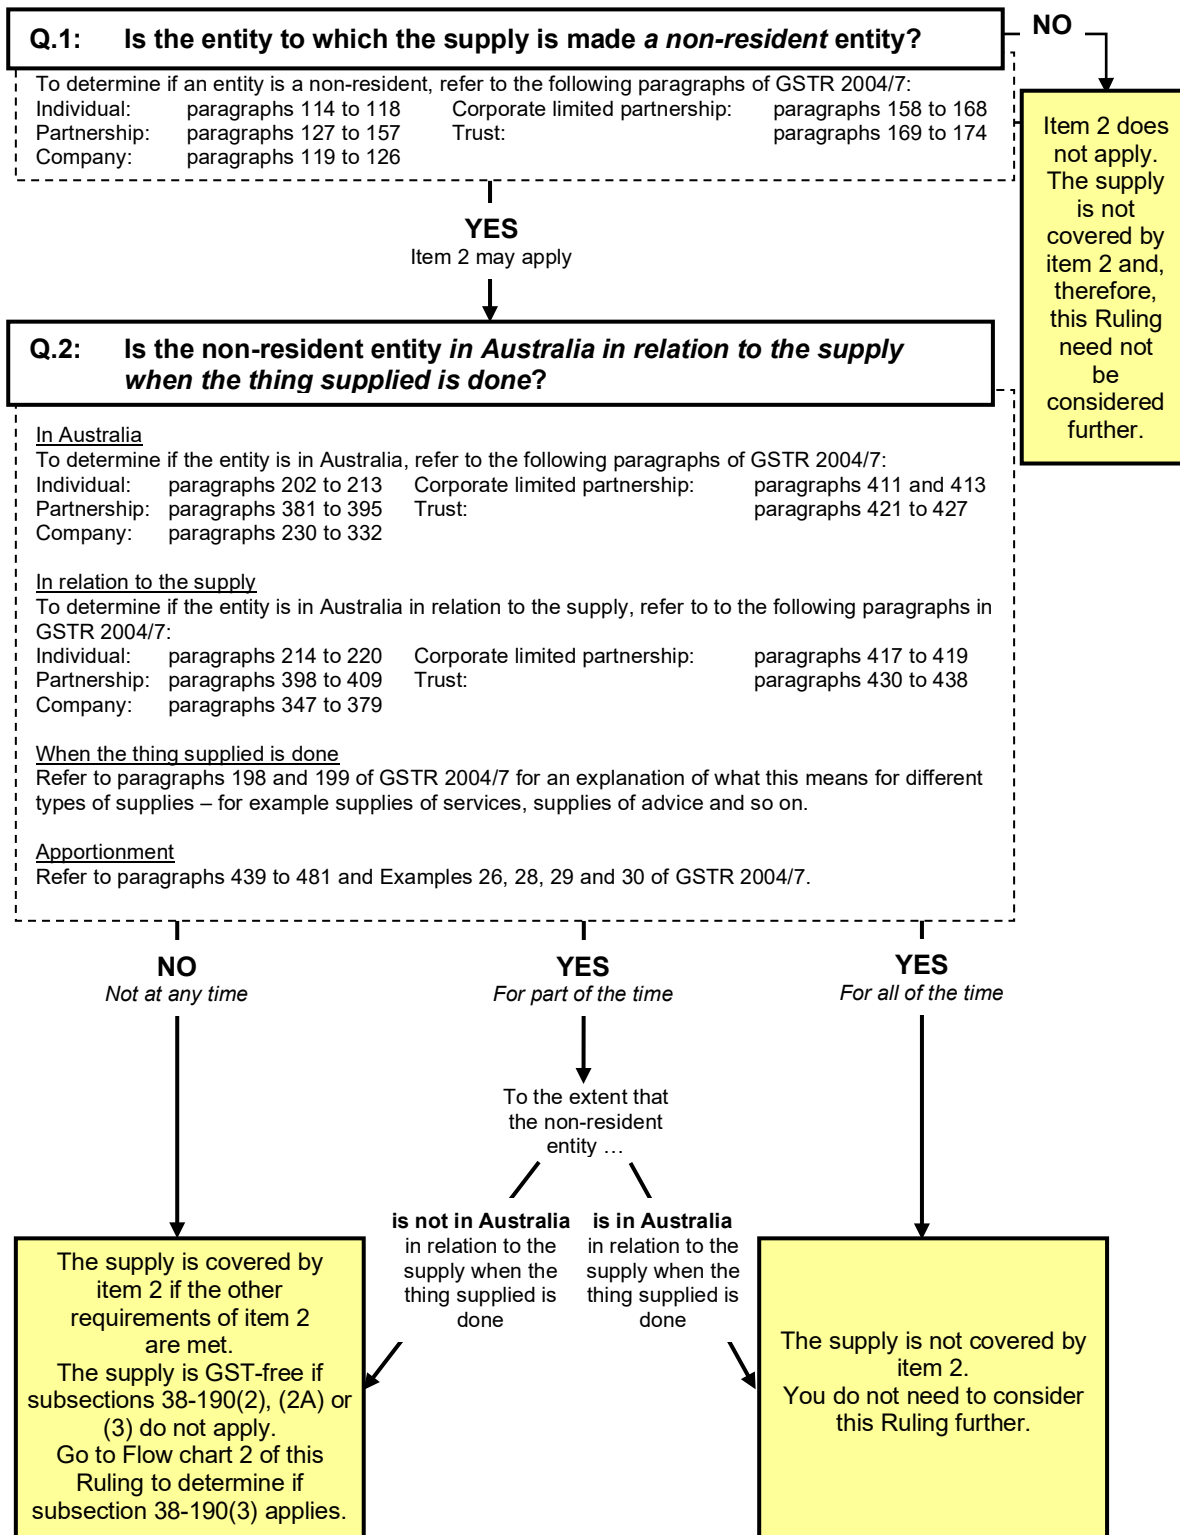 Q.1: Is the entity to which the supply is made a non-resident entity?
NO
To determine if an entity is a non-resident, refer to the following paragraphs of GSTR 2004/7:
Individual: paragraphs 114 to 118 Corporate limited partnership: paragraphs 158 to 168
Partnership: paragraphs 127 to 157 Trust: paragraphs 169 to 174
Company: paragraphs 119 to 126
Item 2 does
not apply.
The supply
is not
covered by
item 2 and,
therefore,
this Ruling
need not
be
considered
further.
YES
Item 2 may apply
Q.2: Is the non-resident entity in Australia in relation to the supply
when the thing supplied is done?
In Australia
To determine if the entity is in Australia, refer to the following paragraphs of GSTR 2004/7:
Individual: paragraphs 202 to 213 Corporate limited partnership: paragraphs 411 and 413
Partnership: paragraphs 381 to 395 Trust: paragraphs 421 to 427
Company: paragraphs 230 to 332
In relation to the supply
To determine if the entity is in Australia in relation to the supply, refer to to the following paragraphs in
GSTR 2004/7:
Individual: paragraphs 214 to 220 Corporate limited partnership: paragraphs 417 to 419
Partnership: paragraphs 398 to 409 Trust: paragraphs 430 to 438
Company: paragraphs 347 to 379
When the thing supplied is done
Refer to paragraphs 198 and 199 of GSTR 2004/7 for an explanation of what this means for different
types of supplies – for example supplies of services, supplies of advice and so on.
Apportionment
Refer to paragraphs 439 to 481 and Examples 26, 28, 29 and 30 of GSTR 2004/7.
NO
Not at any time
YES
For part of the time
YES
For all of the time
To the extent that
the non-resident
entity …
is not in Australia
in relation to the
supply when the
thing supplied is
done
is in Australia
in relation to the
supply when the
thing supplied is
done
The supply is covered by
item 2 if the other
requirements of item 2
are met.
The supply is GST-free if
subsections 38-190(2), (2A) or
(3) do not apply.
Go to Flow chart 2 of this
Ruling to determine if
subsection 38-190(3) applies.
The supply is not covered by
item 2.
You do not need to consider
this Ruling further.